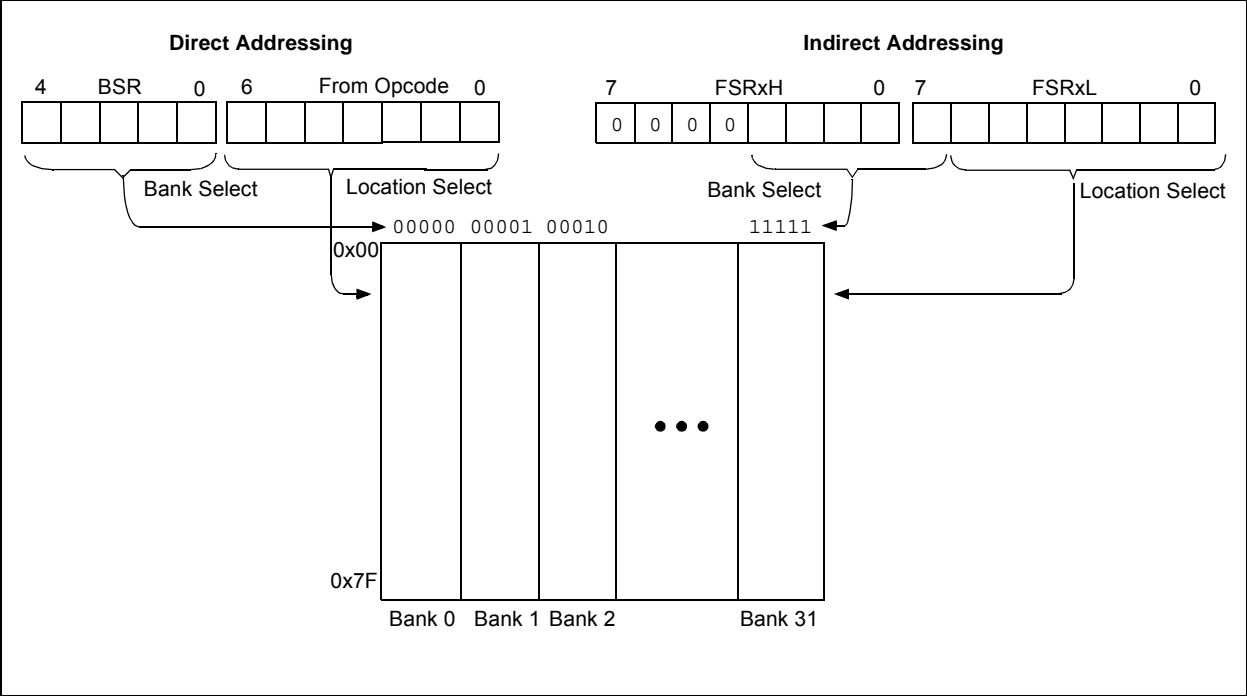 Direct Addressing Indirect Addressing
4 BSR 0 6 From Opcode 0 7 FSRxH 0 7 FSRxL 0
0 0 0 0
Bank Select Location Select Bank Select Location Select
00000 00001 00010 11111
0x00
0x7F
Bank 0 Bank 1 Bank 2 Bank 31